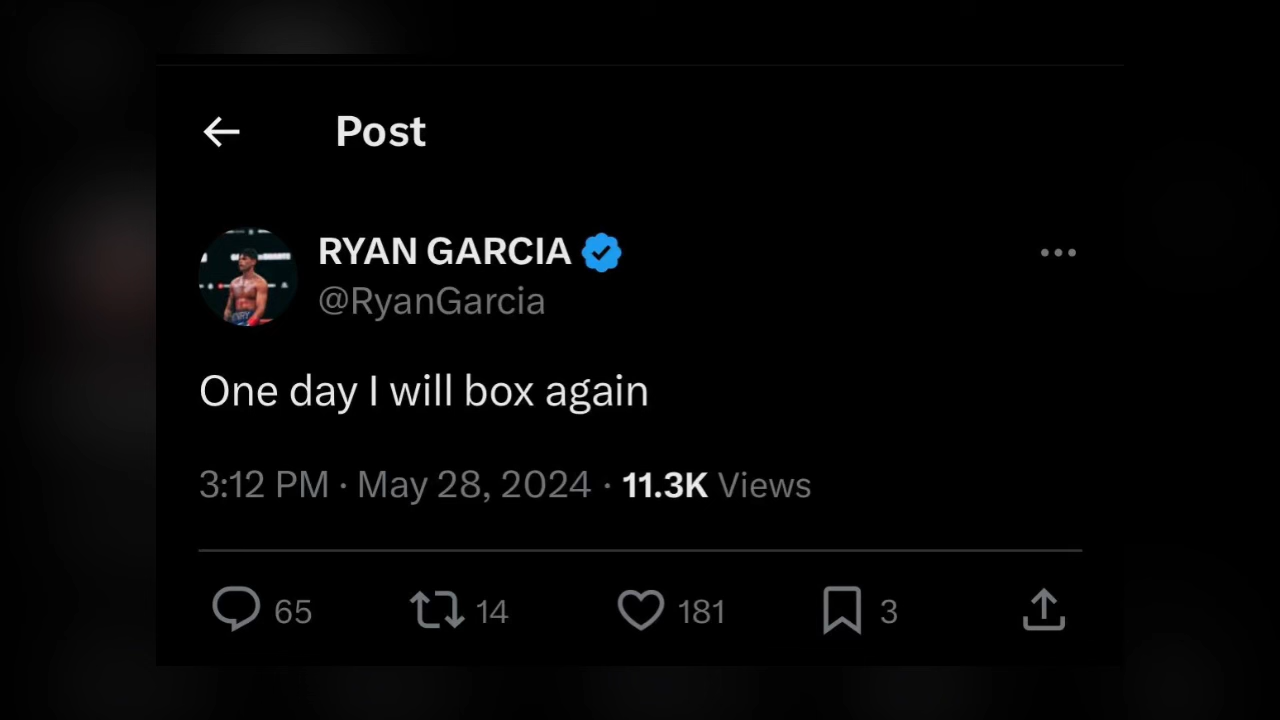 Post
RYAN GARCIA
@RyanGarcia
One day I will box again
3:12 PM · May 28, 2024 · 11.3K Views
65 14 181 3